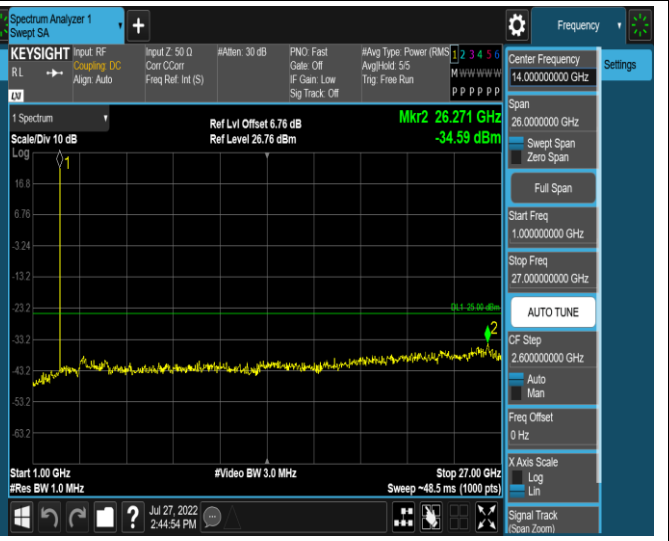 Spectrum Analyzer 1
Swept SA
Frequency
KEYSIGHT
RL
LXI
Input: RF
Coupling: DC
Align: Auto
Input Z: 50 Ω
Corr CCorr
Freq Ref: Int (S)
#Atten: 30 dB
PNO: Fast
Gate: Off
IF Gain: Low
Sig Track: Off
#Avg Type: Power (RMS
Avg|Hold: 5/5
Trig: Free Run
1 2 3 4 5 6
M W W W W W
P P P P P P
Center Frequency
14.000000000 GHz
Settings
Span
26.0000000 GHz
Swept Span
Zero Span
Full Span
Start Freq
1.000000000 GHz
Stop Freq
27.000000000 GHz
AUTO TUNE
CF Step
2.600000000 GHz
Auto
Man
Freq Offset
0 Hz
X Axis Scale
Log
Lin
Signal Track
(Span Zoom)
1 Spectrum
Scale/Div 10 dB
Log
Ref Lvl Offset 6.76 dB
Ref Level 26.76 dBm
Mkr2 26.271 GHz
-34.59 dBm
1
16.8
6.76
-3.24
-13.2
-23.2
DL1 -25.00 dBm
2
-33.2
-43.2
-53.2
-63.2
Start 1.00 GHz
#Res BW 1.0 MHz
#Video BW 3.0 MHz
Stop 27.00 GHz
Sweep ~48.5 ms (1000 pts)
?
Jul 27, 2022
2:44:54 PM